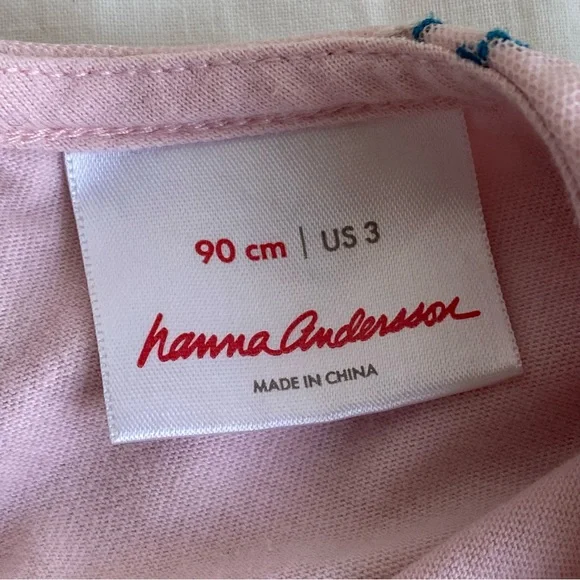 90 cm | US 3
hanna andersson
MADE IN CHINA